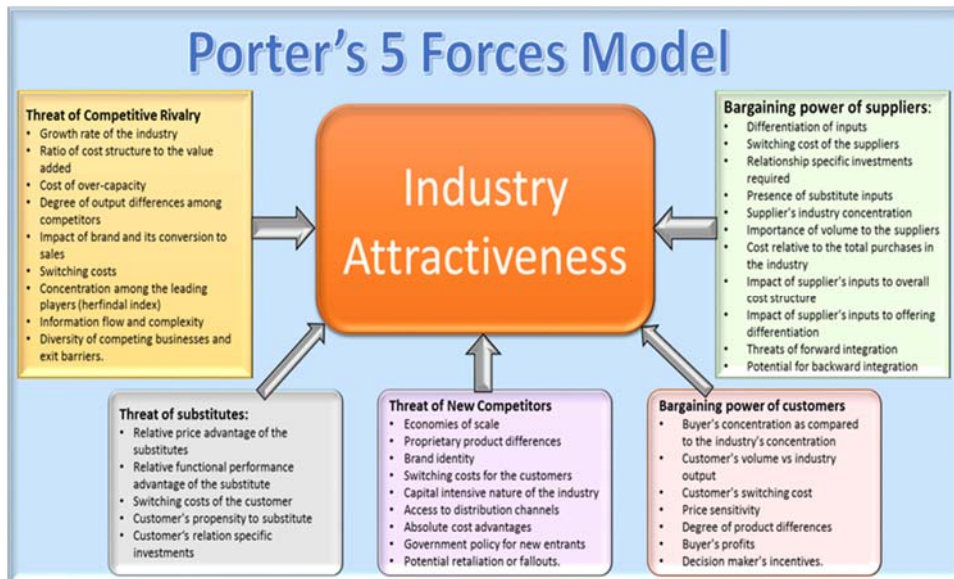 Porter's 5 Forces Model
Threat of Competitive Rivalry
• Growth rate of the industry
• Ratio of cost structure to the value
added
• Cost of over-capacity
• Degree of output differences among
competitors
• Impact of brand and its conversion to
sales
• Switching costs
• Concentration among the leading
players (herfindal index)
• Information flow and complexity
• Diversity of competing businesses and
exit barriers.
Industry
Attractiveness
Bargaining power of suppliers:
• Differentiation of inputs
• Switching cost of the suppliers
• Relationship specific investments
required
• Presence of substitute inputs
• Supplier's industry concentration
• Importance of volume to the suppliers
• Cost relative to the total purchases in
the industry
• Impact of supplier's inputs to overall
cost structure
• Impact of supplier's inputs to offering
differentiation
• Threats of forward integration
• Potential for backward integration
Threat of substitutes:
• Relative price advantage of the
substitutes
• Relative functional performance
advantage of the substitute
• Switching costs of the customer
• Customer's propensity to substitute
• Customer's relation specific
investments
Threat of New Competitors
• Economies of scale
• Proprietary product differences
• Brand identity
• Switching costs for the customers
• Capital intensive nature of the industry
• Access to distribution channels
• Absolute cost advantages
• Government policy for new entrants
• Potential retaliation or fallouts.
Bargaining power of customers
• Buyer's concentration as compared
to the industry's concentration
• Customer's volume vs industry
output
• Customer's switching cost
• Price sensitivity
• Degree of product differences
• Buyer's profits
• Decision maker's incentives.